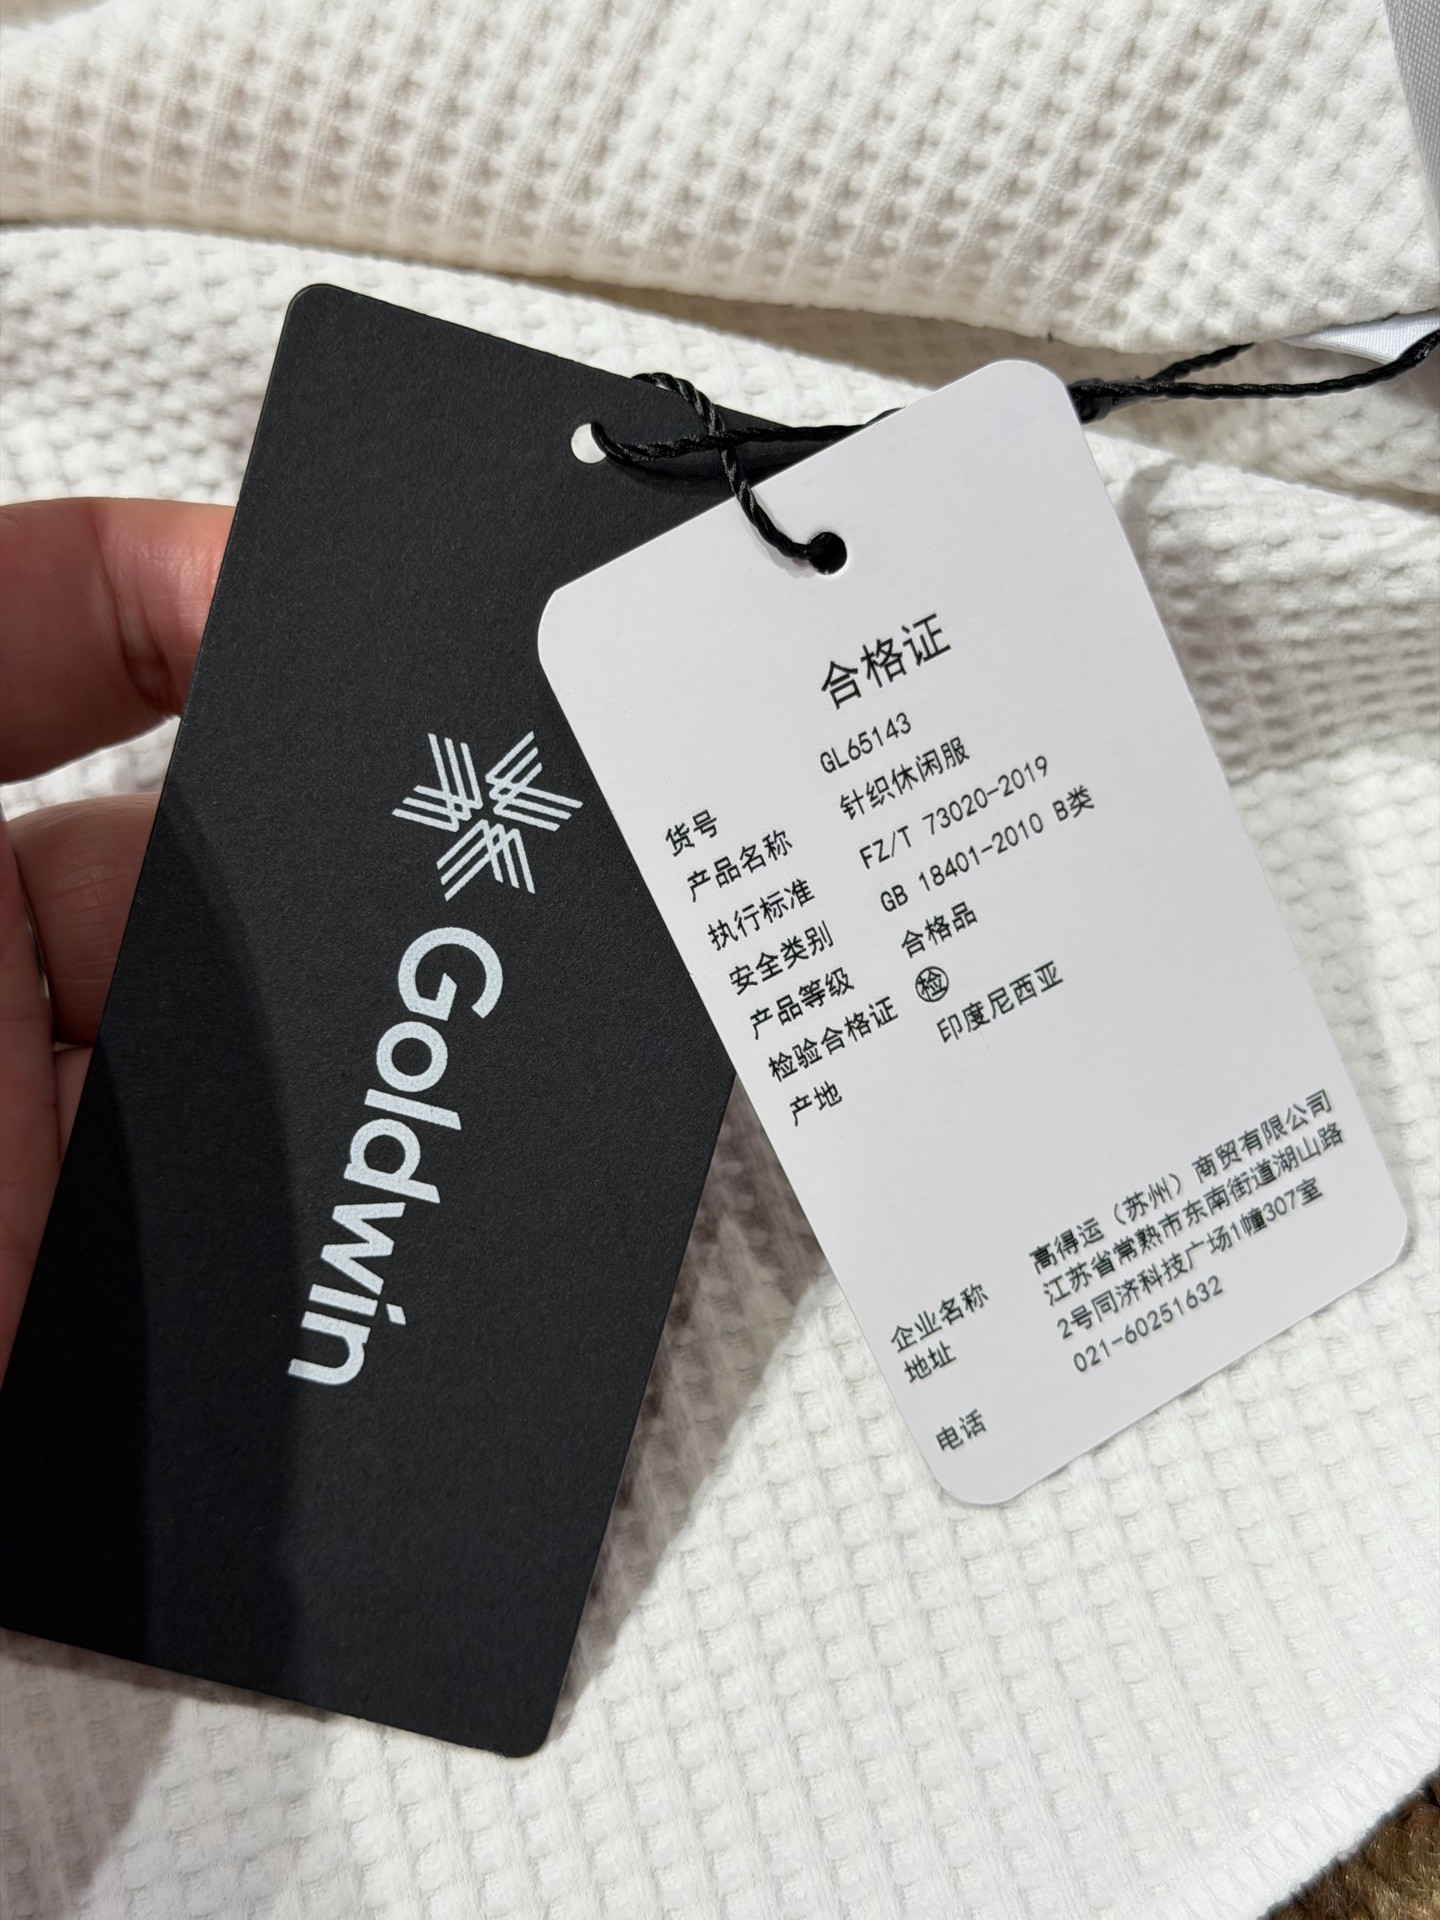 Goldwin
合格证
货号 GL65143
产品名称 针织休闲服
执行标准 FZ/T 73020-2019
安全类别 GB 18401-2010 B类
产品等级 合格品
检验合格证 检
产地 印度尼西亚
企业名称 高得运（苏州）商贸有限公司
地址 江苏省常熟市东南街道湖山路
2号同济科技广场1幢307室
电话 021-60251632